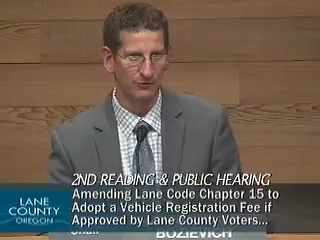 2ND READING & PUBLIC HEARING
Amending Lane Code Chapter 15 to
Adopt a Vehicle Registration Fee if
Approved by Lane County Voters...
LANE
COUNTY
OREGON
Chair
BOZIEVICH